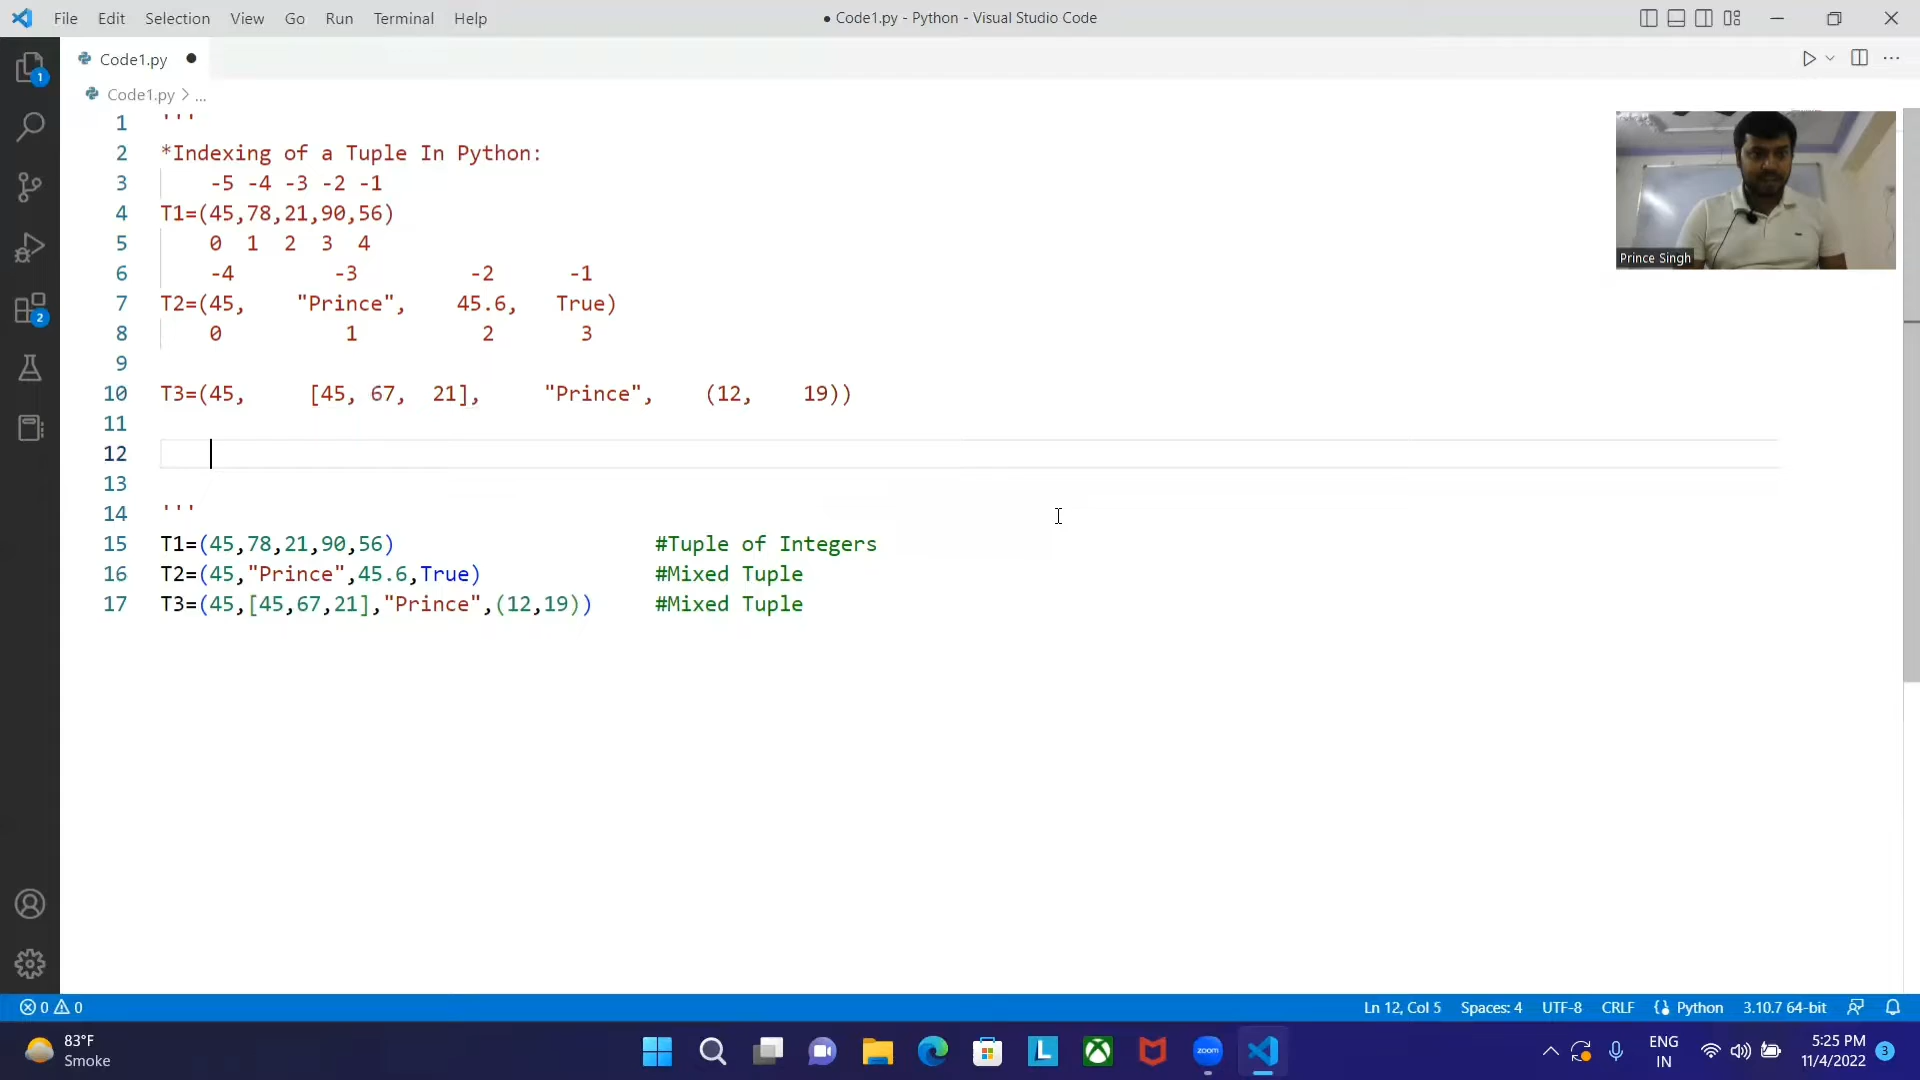 File Edit Selection View Go Run Terminal Help
● Code1.py - Python - Visual Studio Code
Code1.py
Code1.py > ...
1 '''
2 *Indexing of a Tuple In Python:
3 -5 -4 -3 -2 -1
4 T1=(45,78,21,90,56)
5 0 1 2 3 4
6 -4 -3 -2 -1
7 T2=(45, "Prince", 45.6, True)
8 0 1 2 3
9
10 T3=(45, [45, 67, 21], "Prince", (12, 19))
11
12
13
14 '''
15 T1=(45,78,21,90,56) #Tuple of Integers
16 T2=(45,"Prince",45.6,True) #Mixed Tuple
17 T3=(45,[45,67,21],"Prince",(12,19)) #Mixed Tuple
Prince Singh
1
2
0 0
Ln 12, Col 5 Spaces: 4 UTF-8 CRLF Python 3.10.7 64-bit
83°F
Smoke
L
zoom
ENG
IN
5:25 PM
11/4/2022
3